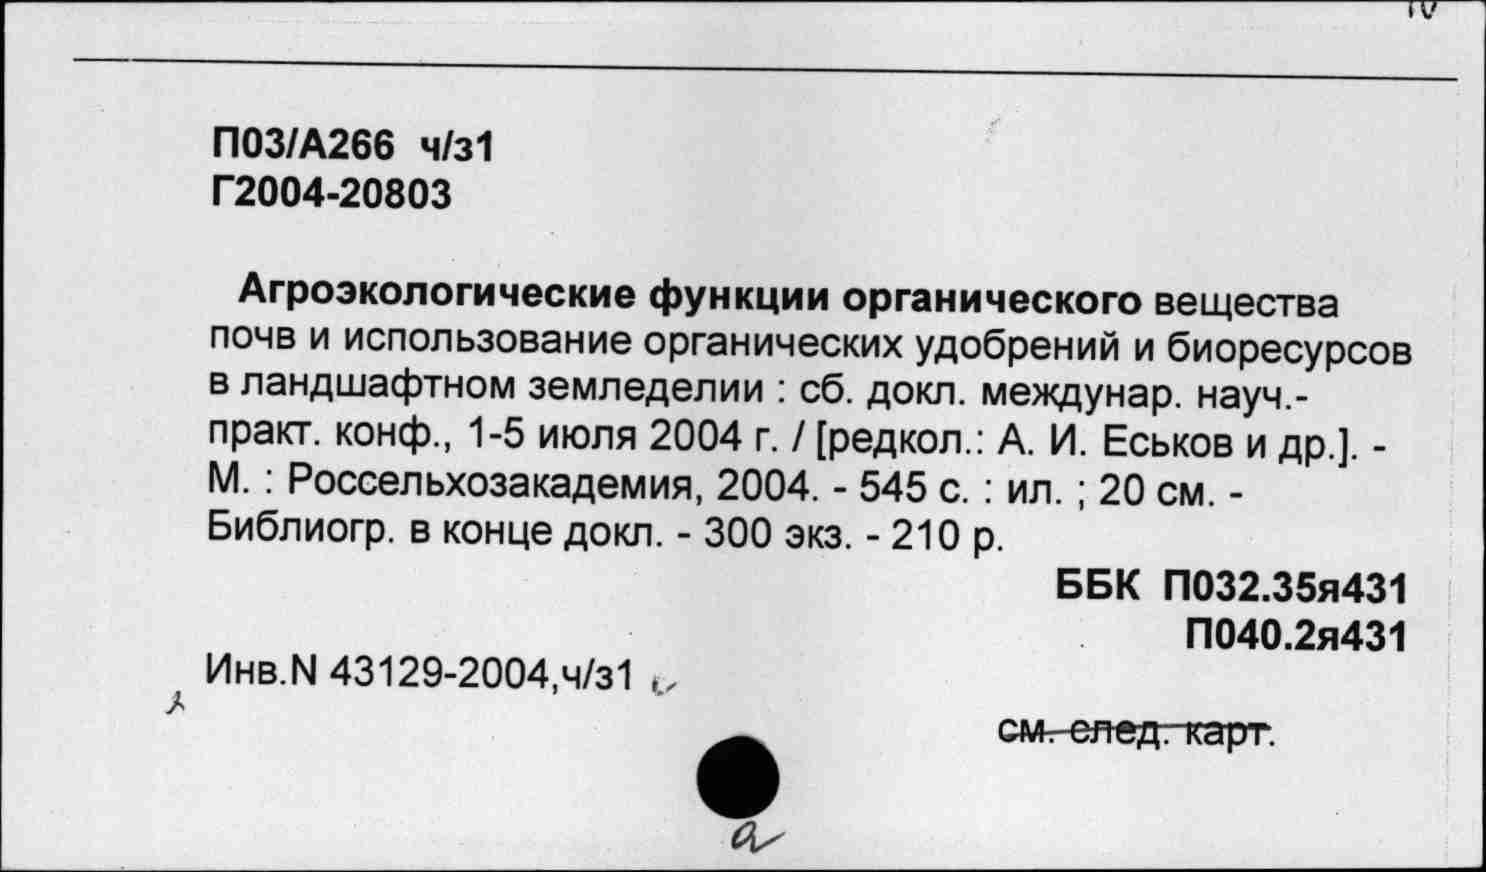 П03/А266 ч/з1
Г2004-20803
Агроэкологические функции органического вещества
почв и использование органических удобрений и биоресурсов
в ландшафтном земледелии : сб. докл. междунар. науч.-
практ. конф., 1-5 июля 2004 г. / [редкол.: А. И. Еськов и др.]. -
М. : Россельхозакадемия, 2004. - 545 с. : ил. ; 20 см. -
Библиогр. в конце докл. - 300 экз. - 210 р.
ББК П032.35я431
П040.2я431
Инв.N 43129-2004,ч/з1
см. след. карт.